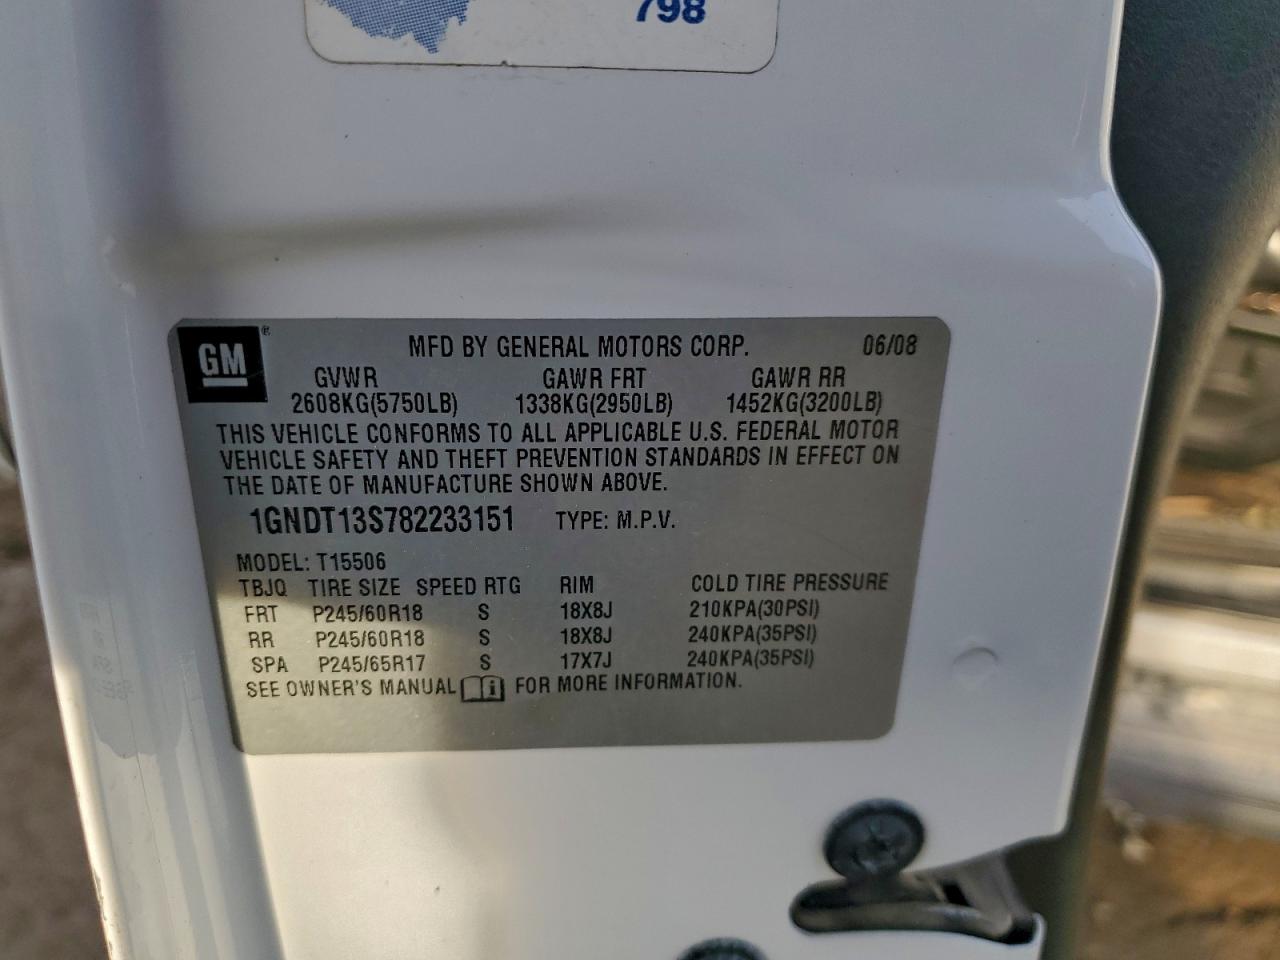 798
GM ® MFD BY GENERAL MOTORS CORP. 06/08
GVWR GAWR FRT GAWR RR
2608KG(5750LB) 1338KG(2950LB) 1452KG(3200LB)
THIS VEHICLE CONFORMS TO ALL APPLICABLE U.S. FEDERAL MOTOR
VEHICLE SAFETY AND THEFT PREVENTION STANDARDS IN EFFECT ON
THE DATE OF MANUFACTURE SHOWN ABOVE.
1GNDT13S782233151 TYPE: M.P.V.
MODEL: T15506
TBJQ TIRE SIZE SPEED RTG RIM COLD TIRE PRESSURE
FRT P245/60R18 S 18X8J 210KPA(30PSI)
RR P245/60R18 S 18X8J 240KPA(35PSI)
SPA P245/65R17 S 17X7J 240KPA(35PSI)
SEE OWNER'S MANUAL i FOR MORE INFORMATION.